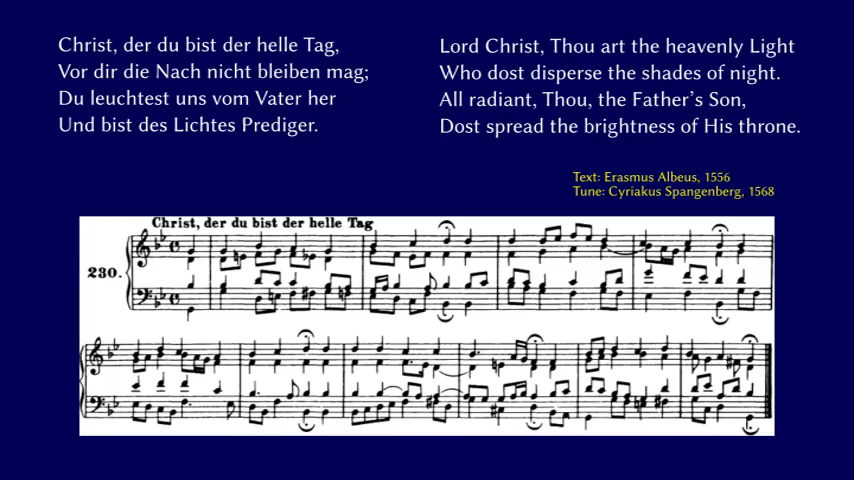 Christ, der du bist der helle Tag,
Vor dir die Nach nicht bleiben mag;
Du leuchtest uns vom Vater her
Und bist des Lichtes Prediger.
Lord Christ, Thou art the heavenly Light
Who dost disperse the shades of night.
All radiant, Thou, the Father's Son,
Dost spread the brightness of His throne.
Text: Erasmus Albeus, 1556
Tune: Cyriakus Spangenberg, 1568
Christ, der du bist der helle Tag
230.